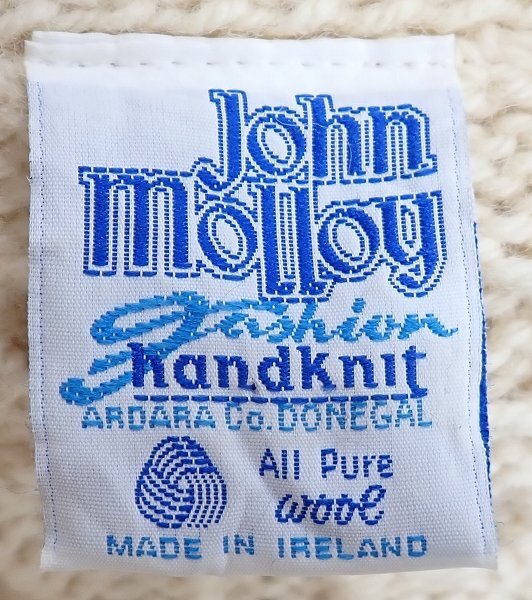 John
Molloy
fashion
handknit
ARDARA Co. DONEGAL
All Pure
wool
MADE IN IRELAND